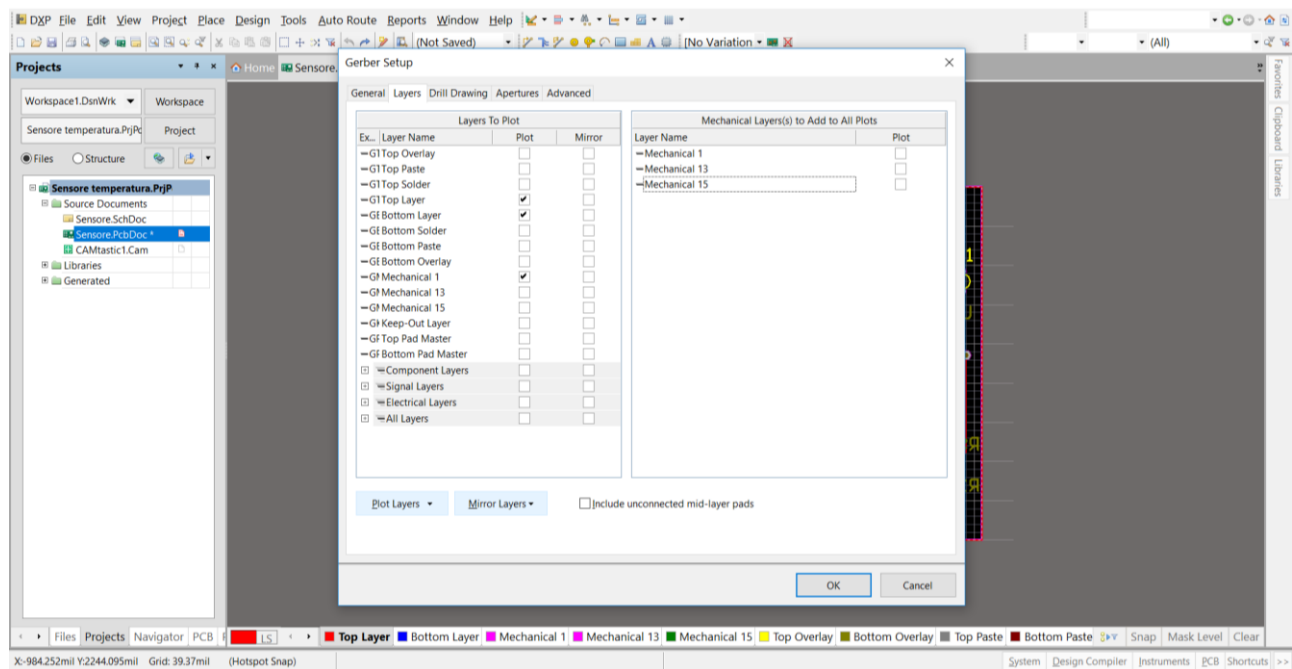 DXP File Edit View Project Place Design Tools Auto Route Reports Window Help
(Not Saved) [No Variation (All)
Projects Home Sensore.
Gerber Setup
Favorites
Clipboard
Libraries
Workspace1.DsnWrk Workspace
Sensore temperatura.PrjPc Project
Files Structure
Sensore temperatura.PrjP
Source Documents
Sensore.SchDoc
Sensore.PcbDoc *
CAMtastic1.Cam
Libraries
Generated
General Layers Drill Drawing Apertures Advanced
Layers To Plot
Ex... Layer Name Plot Mirror
Top Overlay
Top Paste
Top Solder
Top Layer
Bottom Layer
Bottom Solder
Bottom Paste
Bottom Overlay
Mechanical 1
Mechanical 13
Mechanical 15
Keep-Out Layer
Top Pad Master
Bottom Pad Master
Component Layers
Signal Layers
Electrical Layers
All Layers
Mechanical Layers(s) to Add to All Plots
Layer Name Plot
Mechanical 1
Mechanical 13
Mechanical 15
Plot Layers Mirror Layers Include unconnected mid-layer pads
OK Cancel
Files Projects Navigator PCB
LS Top Layer Bottom Layer Mechanical 1 Mechanical 13 Mechanical 15 Top Overlay Bottom Overlay Top Paste Bottom Paste Snap Mask Level Clear
X:-984.252mil Y:2244.095mil Grid: 39.37mil (Hotspot Snap)
System Design Compiler Instruments PCB Shortcuts >>